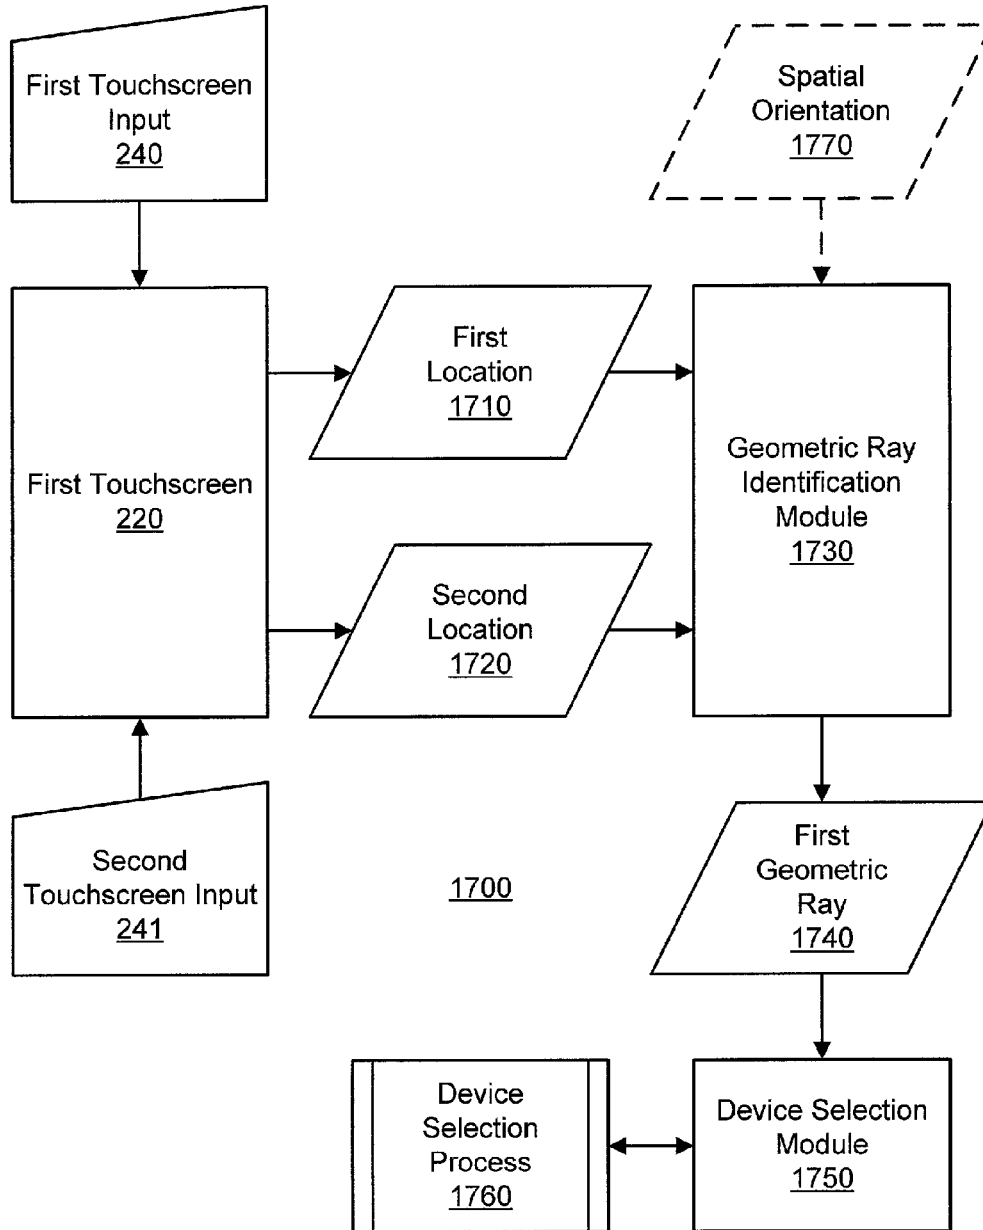 First Touchscreen
Input
240
Spatial
Orientation
1770
First Touchscreen
220
First
Location
1710
Second
Location
1720
Geometric Ray
Identification
Module
1730
Second
Touchscreen Input
241
1700
First
Geometric
Ray
1740
Device
Selection
Process
1760
Device Selection
Module
1750